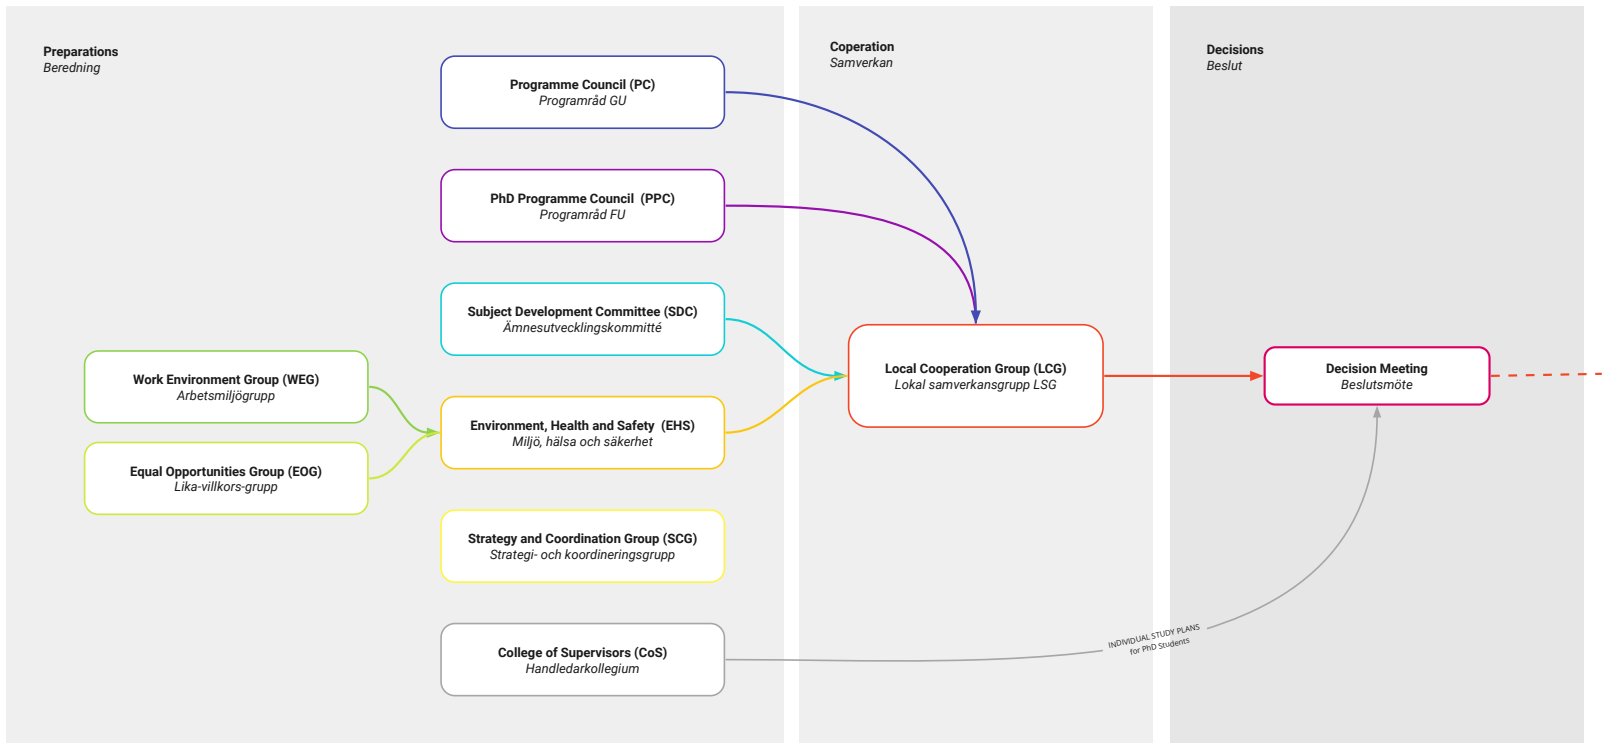 Preparations
Beredning
Programme Council (PC)
Programråd GU
PhD Programme Council (PPC)
Programråd FU
Subject Development Committee (SDC)
Ämnesutvecklingskommitté
Work Environment Group (WEG)
Arbetsmiljögrupp
Equal Opportunities Group (EOG)
Lika-villkors-grupp
Environment, Health and Safety (EHS)
Miljö, hälsa och säkerhet
Strategy and Coordination Group (SCG)
Strategi- och koordineringsgrupp
College of Supervisors (CoS)
Handledarkollegium
Coperation
Samverkan
Local Cooperation Group (LCG)
Lokal samverkansgrupp LSG
INDIVIDUAL STUDY PLANS
for PhD Students
Decisions
Beslut
Decision Meeting
Beslutsmöte